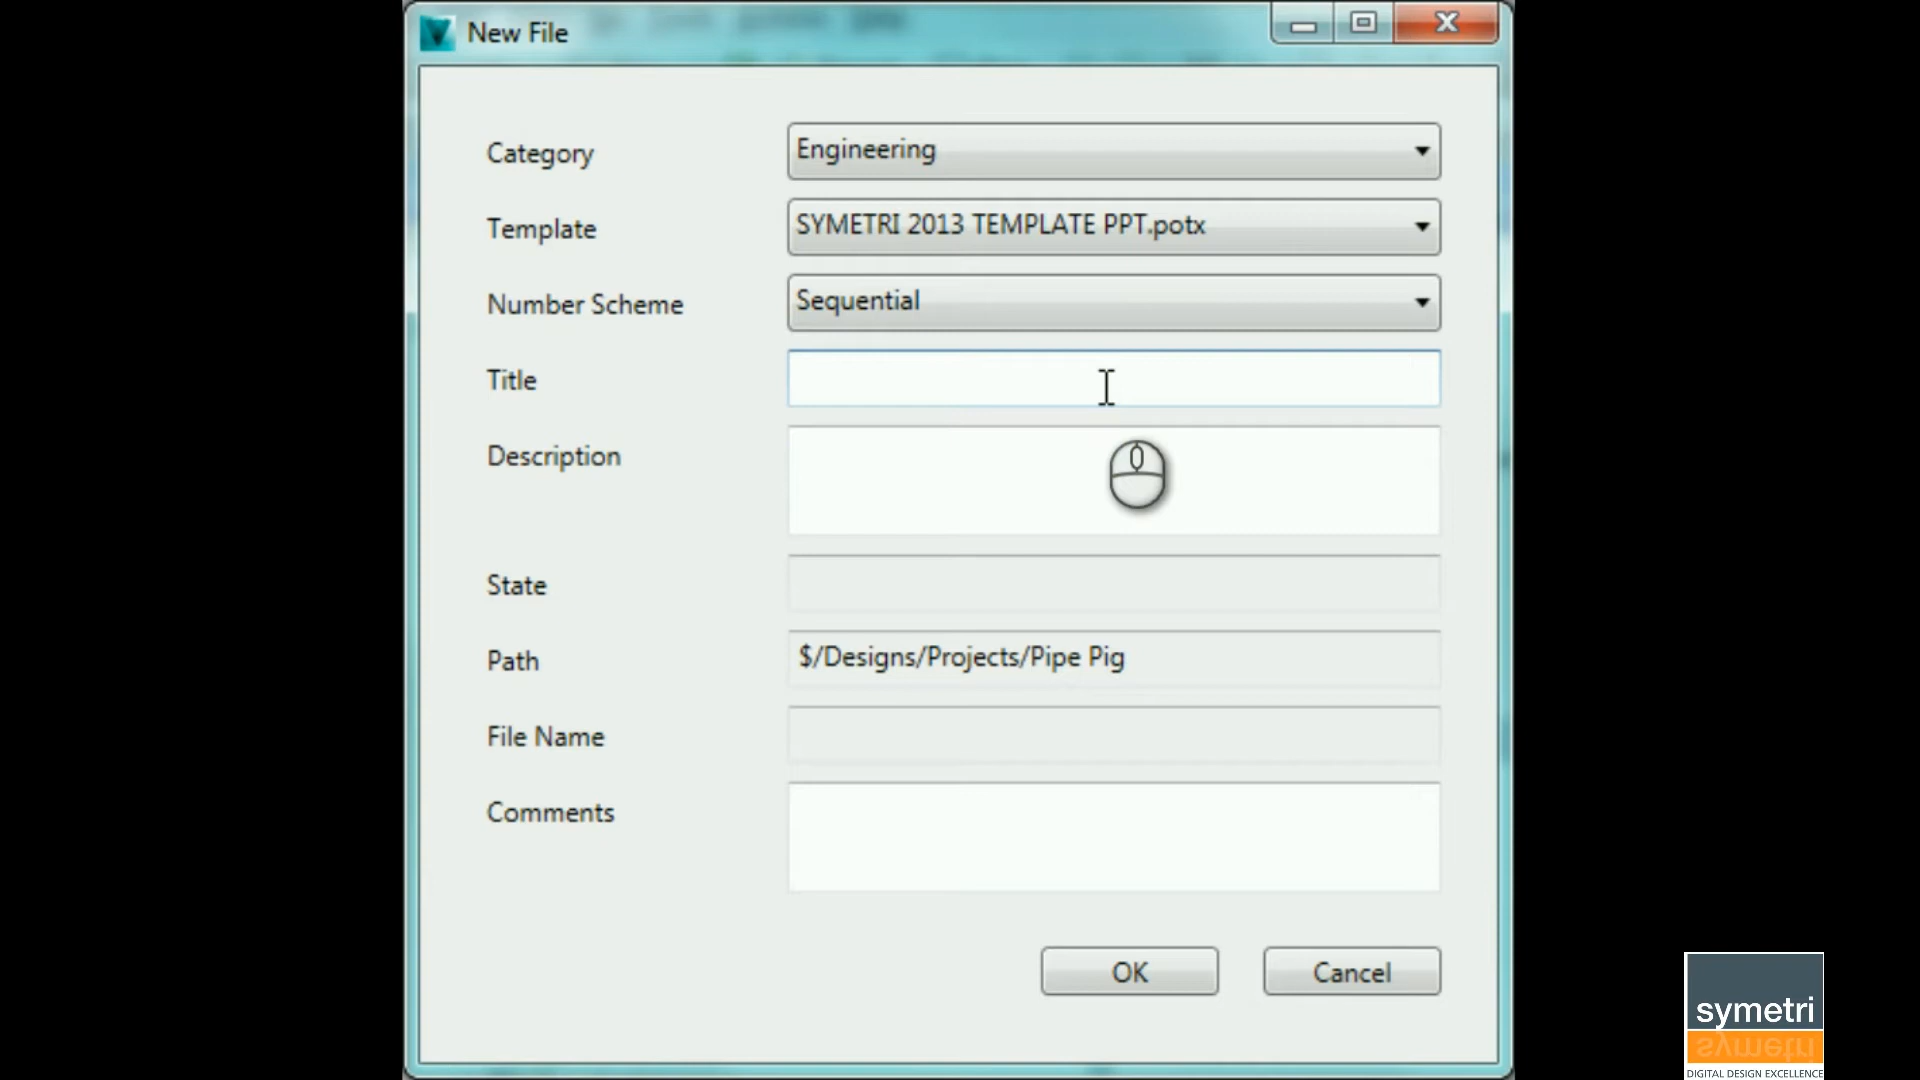 New File
Category
Engineering
Template
SYMETRI 2013 TEMPLATE PPT.potx
Number Scheme
Sequential
Title
Description
State
Path
$/Designs/Projects/Pipe Pig
File Name
Comments
OK
Cancel
symetri
DIGITAL DESIGN EXCELLENCE